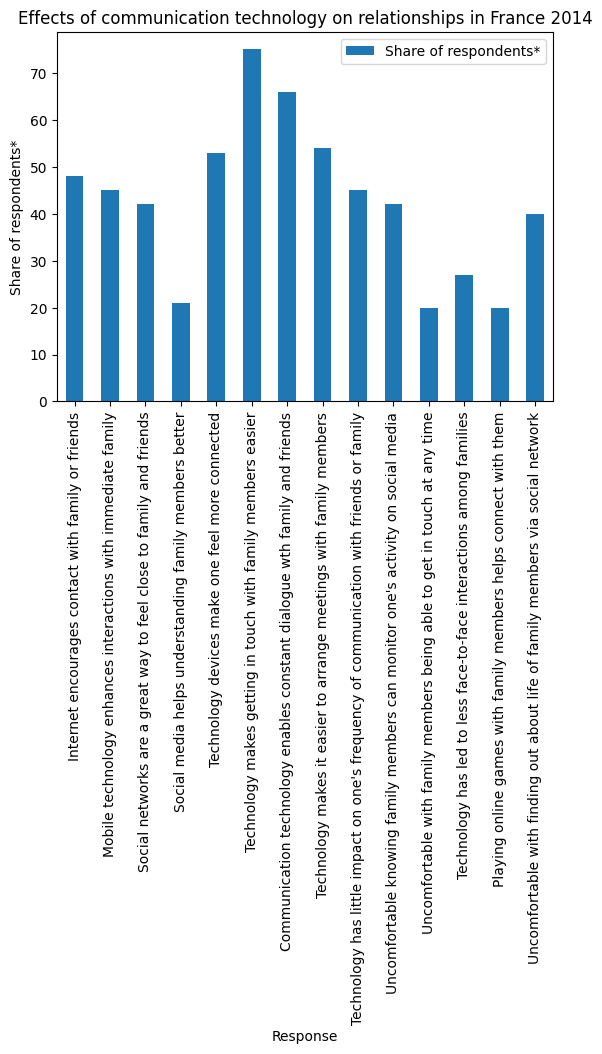 Effects of communication technology on relationships in France 2014
Share of respondents*
Share of respondents*
70
60
50
40
30
20
10
0
Internet encourages contact with family or friends
Mobile technology enhances interactions with immediate family
Social networks are a great way to feel close to family and friends
Social media helps understanding family members better
Technology devices make one feel more connected
Technology makes getting in touch with family members easier
Communication technology enables constant dialogue wth family and friends
Technology makes it easier to arrange meetings with family members
Technology has little impact on one's frequency of communication with friends or family
Uncomfortable knowing family members can monitor one's activity on social media
Uncomfortable with family members being able to get in touch at any time
Technology has led to less face-to-face interactions among families
Playing online games with family members helps connect with them
Uncomfortable with finding out about life of family members via social network
Response